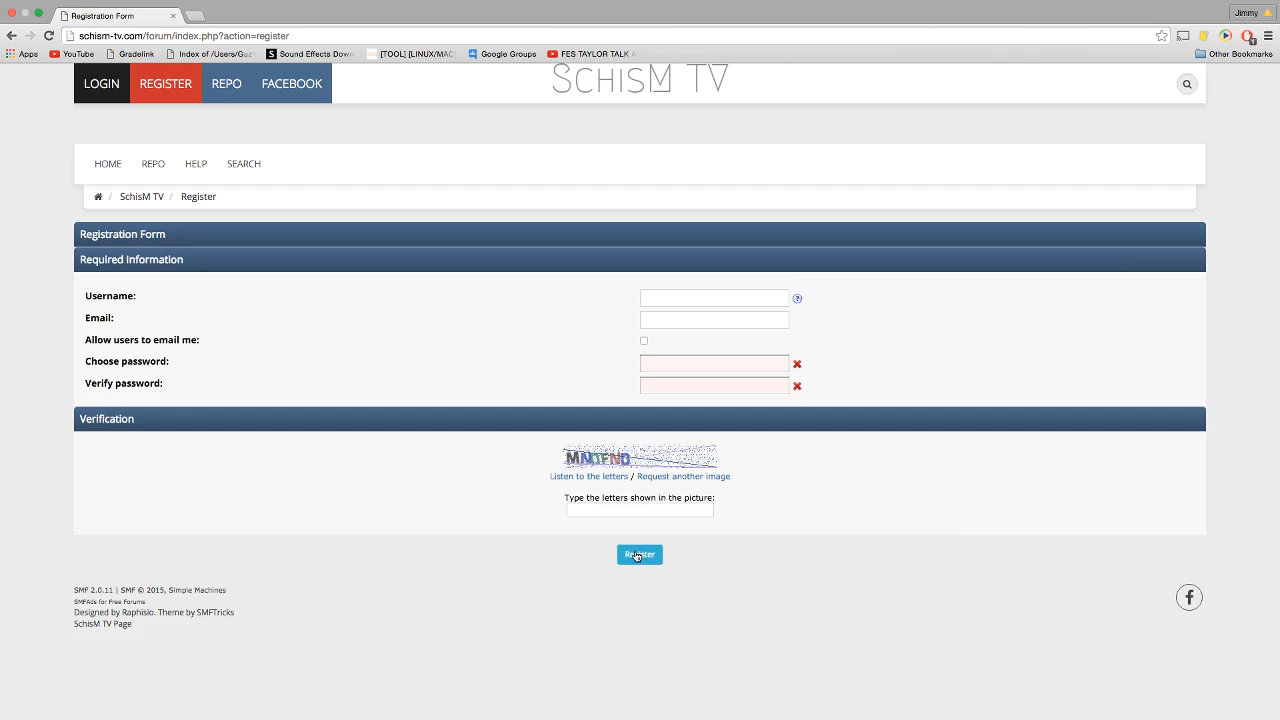 Registration Form
Jimmy
schism-tv.com/forum/index.php?action=register
Apps YouTube Gradelink Index of /Users/Guz Sound Effects Down [TOOL] [LINUX/MAC Google Groups FES TAYLOR TALK Other Bookmarks
LOGIN REGISTER REPO FACEBOOK
SCHISM TV
HOME REPO HELP SEARCH
/ SchisM TV / Register
Registration Form
Required Information
Username:
Email:
Allow users to email me:
Choose password:
Verify password:
Verification
Listen to the letters / Request another image
Type the letters shown in the picture:
Register
SMF 2.0.11 | SMF © 2015, Simple Machines
SMFAds for Free Forums
Designed by Raphisio. Theme by SMFTricks
SchisM TV Page